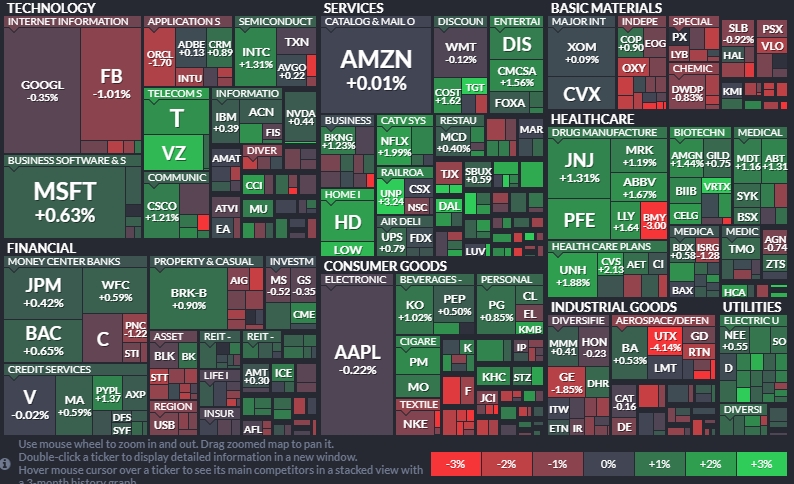 TECHNOLOGY
INTERNET INFORMATION
GOOGL
-0.35%
FB
-1.01%
APPLICATION S
ORCL
-1.70
ADBE
+0.13
CRM
+0.89
INTU
SEMICONDUCT
INTC
+1.31%
TXN
AVGO
+0.22
TELECOM S
T
VZ
INFORMATIO
IBM
+0.39
ACN
FIS
NVDA
+0.44
BUSINESS SOFTWARE & S
MSFT
+0.63%
COMMUNIC
CSCO
+1.21%
AMAT
DIVER
CCI
ATVI
MU
EA
FINANCIAL
MONEY CENTER BANKS
JPM
+0.42%
WFC
+0.59%
BAC
+0.65%
C
PNC
-1.22
STI
PROPERTY & CASUAL
BRK-B
+0.90%
AIG
INVESTM
MS
-0.52
GS
-0.35
CME
CREDIT SERVICES
V
-0.02%
MA
+0.59%
PYPL
+1.37
AXP
DFS
SYF
ASSET
BLK
BK
STT
REGION
USB
REIT -
LIFE I
INSUR
REIT -
AMT
+0.30
ICE
AFL
SERVICES
CATALOG & MAIL O
AMZN
+0.01%
DISCOUN
WMT
-0.12%
COST
+1.62
TGT
ENTERTAI
DIS
CMCSA
+1.56%
FOXA
BUSINESS
BKNG
+1.23%
CATV SYS
NFLX
+1.99%
RESTAU
MCD
+0.40%
MAR
RAILROA
UNP
+3.24
CSX
NSC
TJX
SBUX
+0.59
HOME I
HD
LOW
AIR DELI
UPS
+0.79
FDX
DAL
LUV
CONSUMER GOODS
ELECTRONIC
AAPL
-0.22%
BEVERAGES -
KO
+1.02%
PEP
+0.50%
PERSONAL
PG
+0.85%
CL
EL
KMB
CIGARE
PM
MO
TEXTILE
NKE
K
F
IP
KHC
STZ
JCI
BASIC MATERIALS
MAJOR INT
XOM
+0.09%
CVX
INDEPE
COP
+0.90
EOG
OXY
SPECIAL
PX
LYB
CHEMIC
DWDP
-0.83%
SLB
-0.92%
HAL
KMI
PSX
VLO
HEALTHCARE
DRUG MANUFACTURE
JNJ
+1.31%
MRK
+1.19%
ABBV
+1.67%
PFE
LLY
+1.64
BMY
-3.00
BIOTECHN
AMGN
+1.44%
GILD
+0.75
BIIB
VRTX
CELG
MEDICAL
MDT
+1.16
ABT
+1.31
SYK
BSX
HEALTH CARE PLANS
UNH
+1.88%
CVS
+2.13
AET
CI
MEDICA
+0.58
ISRG
-1.28
BAX
MEDIC
TMO
HCA
AGN
-0.74
ZTS
INDUSTRIAL GOODS
DIVERSIFIE
MMM
+0.41
HON
-0.23
GE
-1.85%
DHR
ITW
ETN
IR
AEROSPACE/DEFEN
BA
+0.53%
UTX
-4.14%
GD
RTN
LMT
CAT
-0.16
DE
UTILITIES
ELECTRIC U
NEE
+0.55
SO
D
DIVERSI
Use mouse wheel to zoom in and out. Drag zoomed map to pan it.
Double-click a ticker to display detailed information in a new window.
Hover mouse cursor over a ticker to see its main competitors in a stacked view with
a 3-month history graph
-3%
-2%
-1%
0%
+1%
+2%
+3%